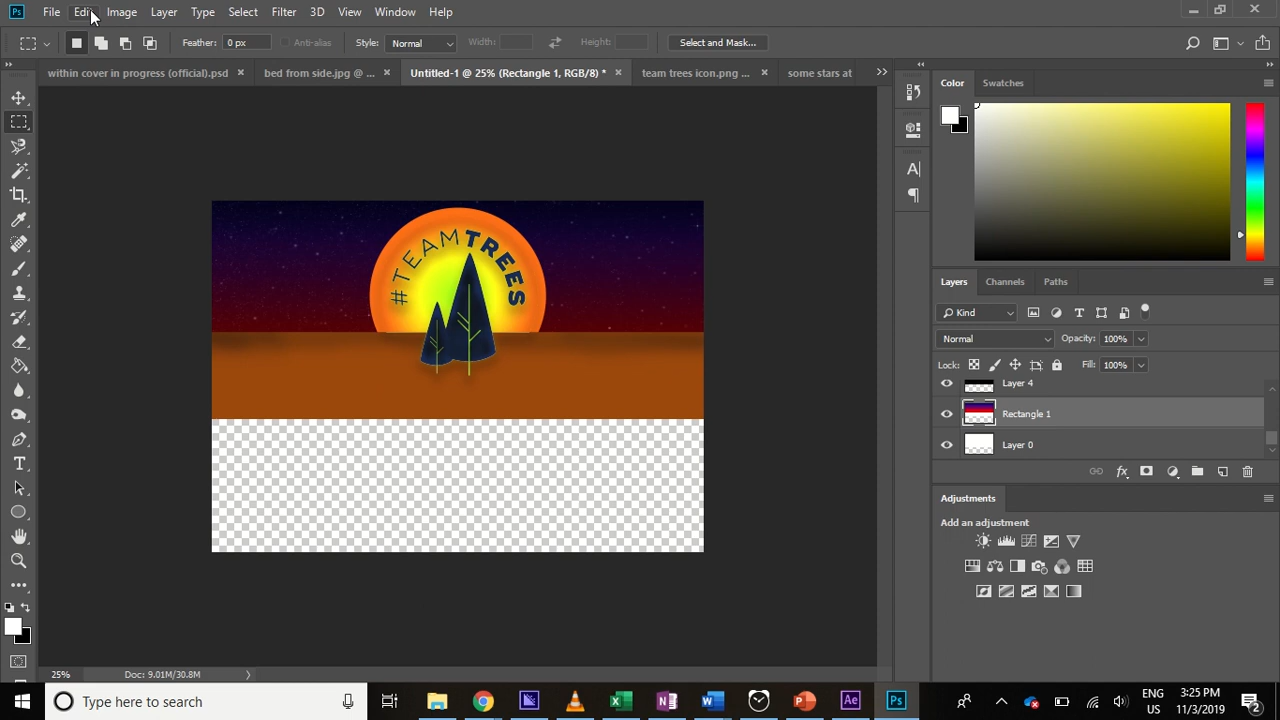 Ps File Edit Image Layer Type Select Filter 3D View Window Help
Feather: 0 px Anti-alias Style: Normal Width: Height: Select and Mask...
within cover in progress (official).psd × bed from side.jpg @ ... × Untitled-1 @ 25% (Rectangle 1, RGB/8) * × team trees icon.png ... × some stars at
Color Swatches
#TEAMTREES
Layers Channels Paths
Kind
Normal Opacity: 100%
Lock: Fill: 100%
Layer 4
Rectangle 1
Layer 0
fx
Adjustments
Add an adjustment
25% Doc: 9.01M/30.8M
Type here to search
ENG
US
3:25 PM
11/3/2019
2